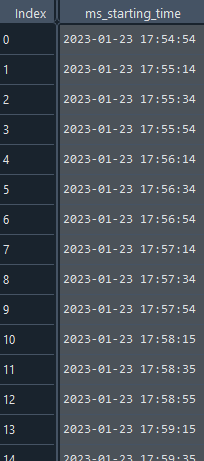 Index ms_starting_time
0 2023-01-23 17:54:54
1 2023-01-23 17:55:14
2 2023-01-23 17:55:34
3 2023-01-23 17:55:54
4 2023-01-23 17:56:14
5 2023-01-23 17:56:34
6 2023-01-23 17:56:54
7 2023-01-23 17:57:14
8 2023-01-23 17:57:34
9 2023-01-23 17:57:54
10 2023-01-23 17:58:15
11 2023-01-23 17:58:35
12 2023-01-23 17:58:55
13 2023-01-23 17:59:15
14 2023-01-23 17:59:35